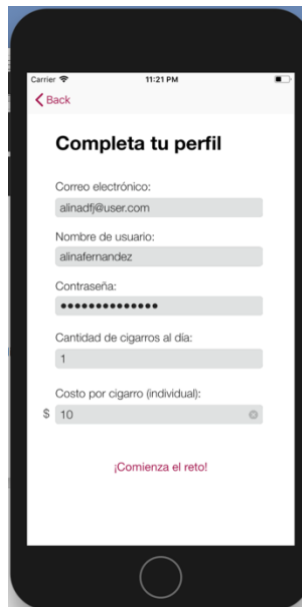 Carrier 11:21 PM
Back
Completa tu perfil
Correo electrónico:
alinadfj@user.com
Nombre de usuario:
alinafernandez
Contraseña:
••••••••••••••
Cantidad de cigarros al día:
1
Costo por cigarro (individual):
$ 10
¡Comienza el reto!